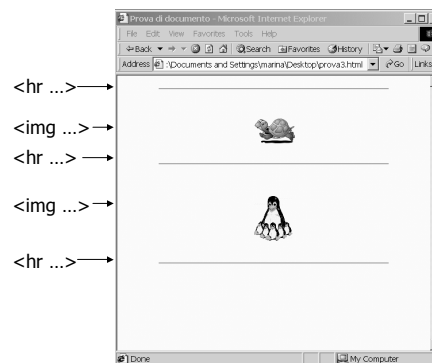 Prova di documento - Microsoft Internet Explorer
File Edit View Favorites Tools Help
Back Search Favorites History
Address :\Documents and Settings\marina\Desktop\prova3.html Go Links
<hr ...>
<img ...>
<hr ...>
<img ...>
<hr ...>
Done My Computer